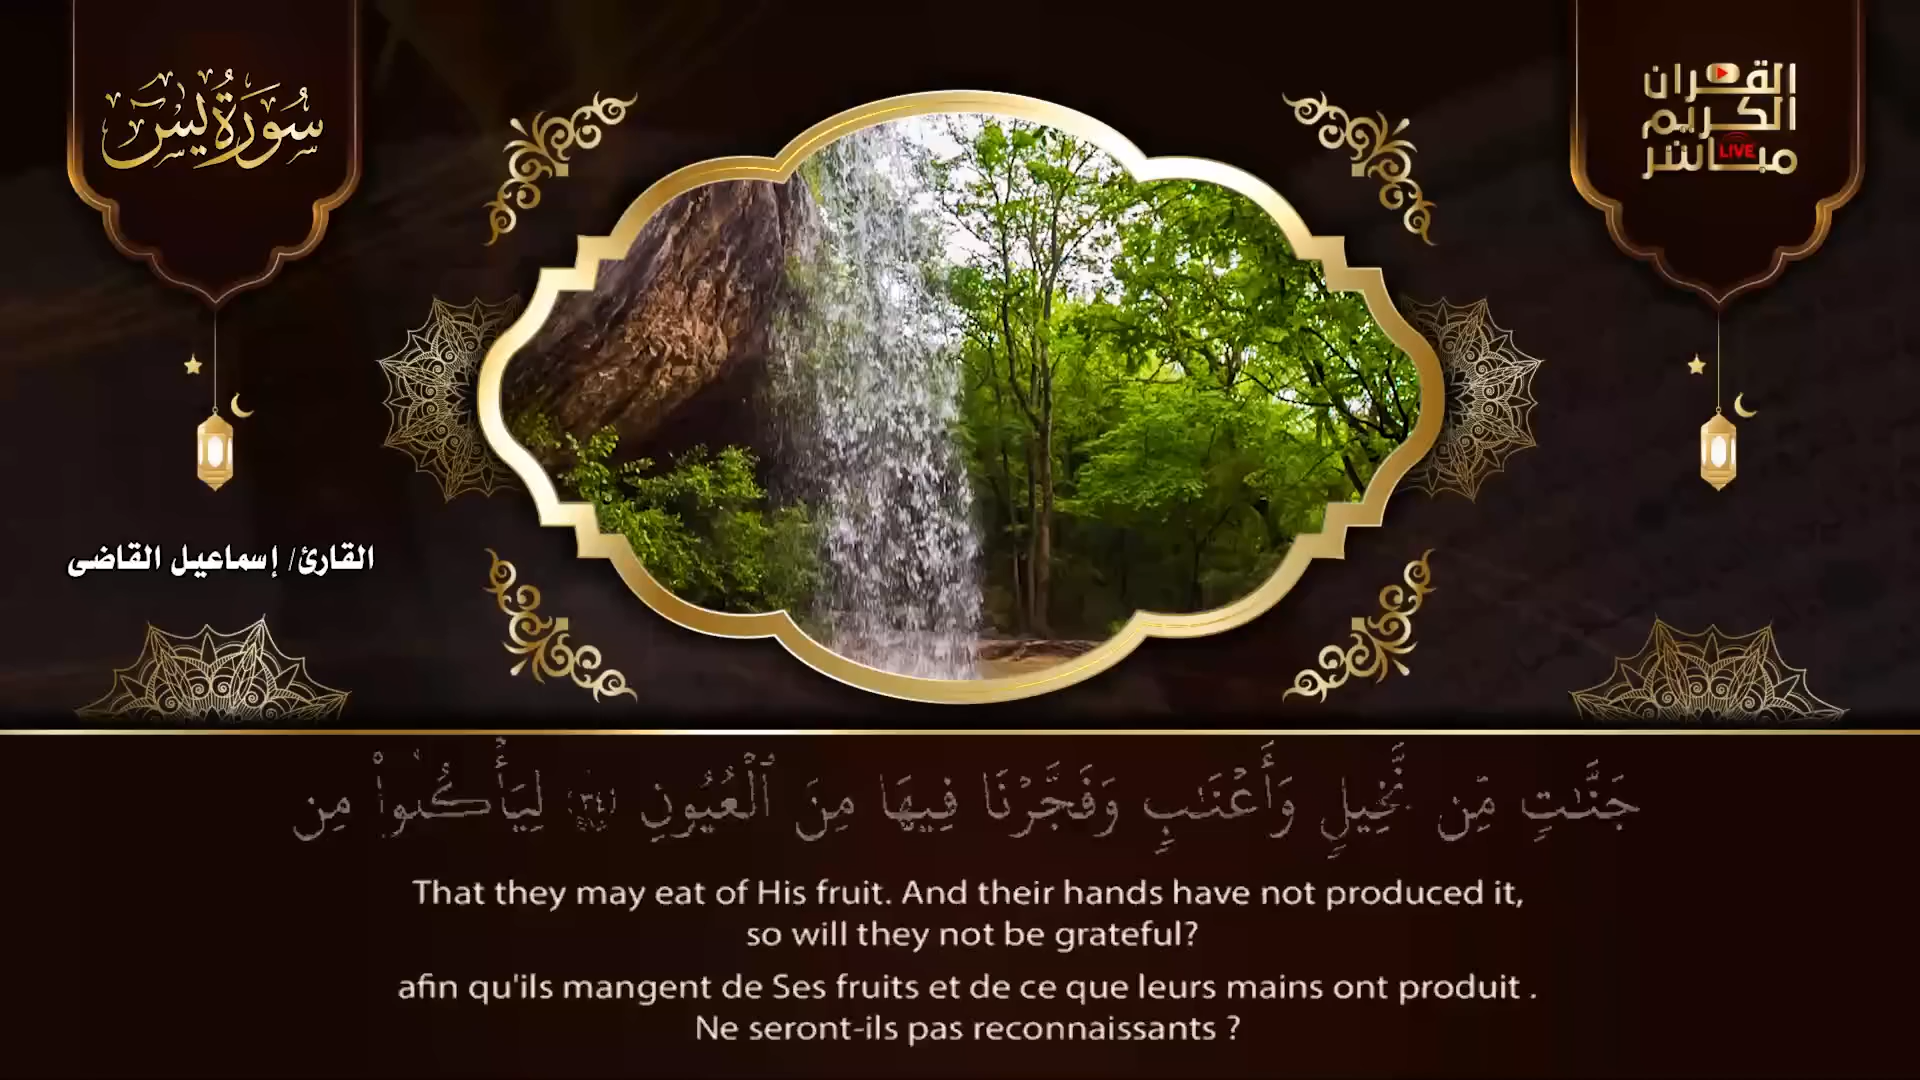 سُورَةُ يس
القرآن
الكريم
مباشر
LIVE
القارئ/ إسماعيل القاضى
جَنَّـٰتٍ مِّن نَّخِيلٍ وَأَعْنَـٰبٍ وَفَجَّرْنَا فِيهَا مِنَ ٱلْعُيُونِ ﴿٣٤﴾ لِيَأْكُلُوا۟ مِن
That they may eat of His fruit. And their hands have not produced it,
so will they not be grateful?
afin qu'ils mangent de Ses fruits et de ce que leurs mains ont produit .
Ne seront-ils pas reconnaissants ?